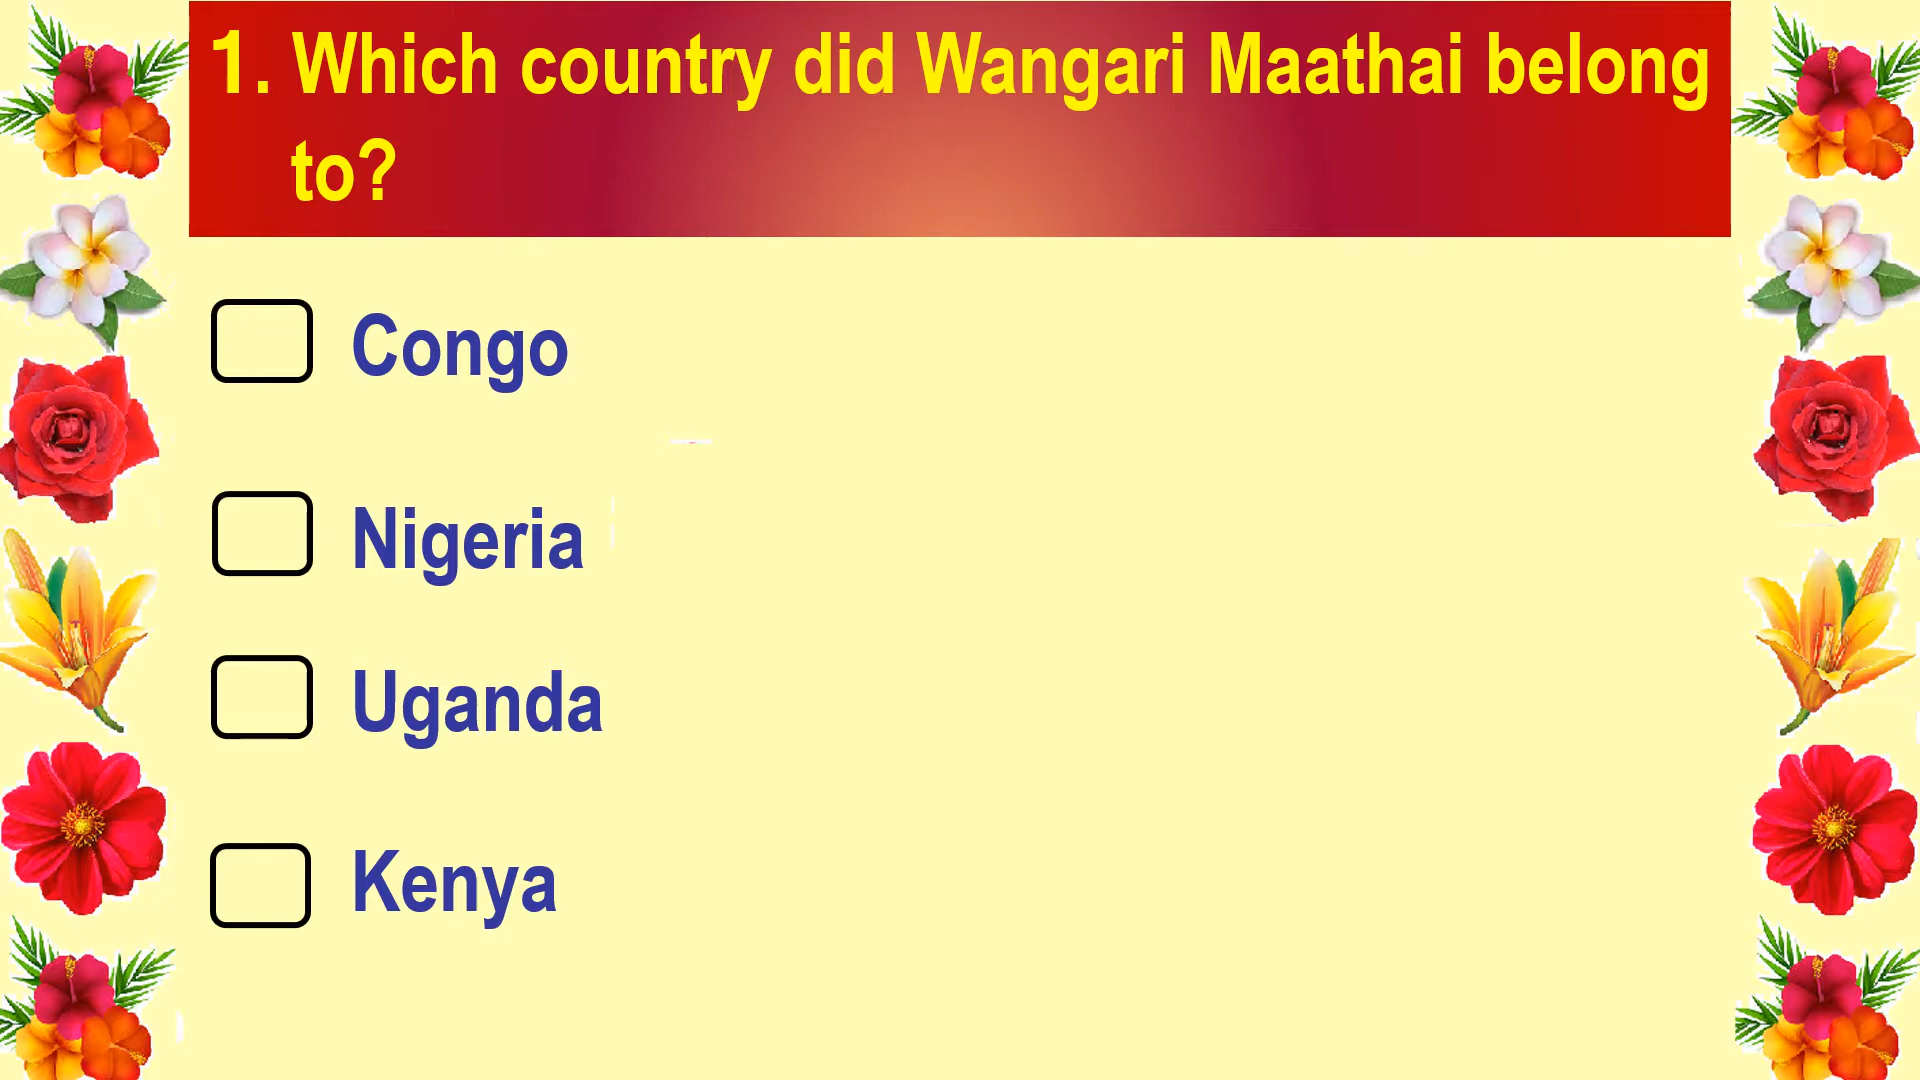 1. Which country did Wangari Maathai belong
to?
Congo
Nigeria
Uganda
Kenya